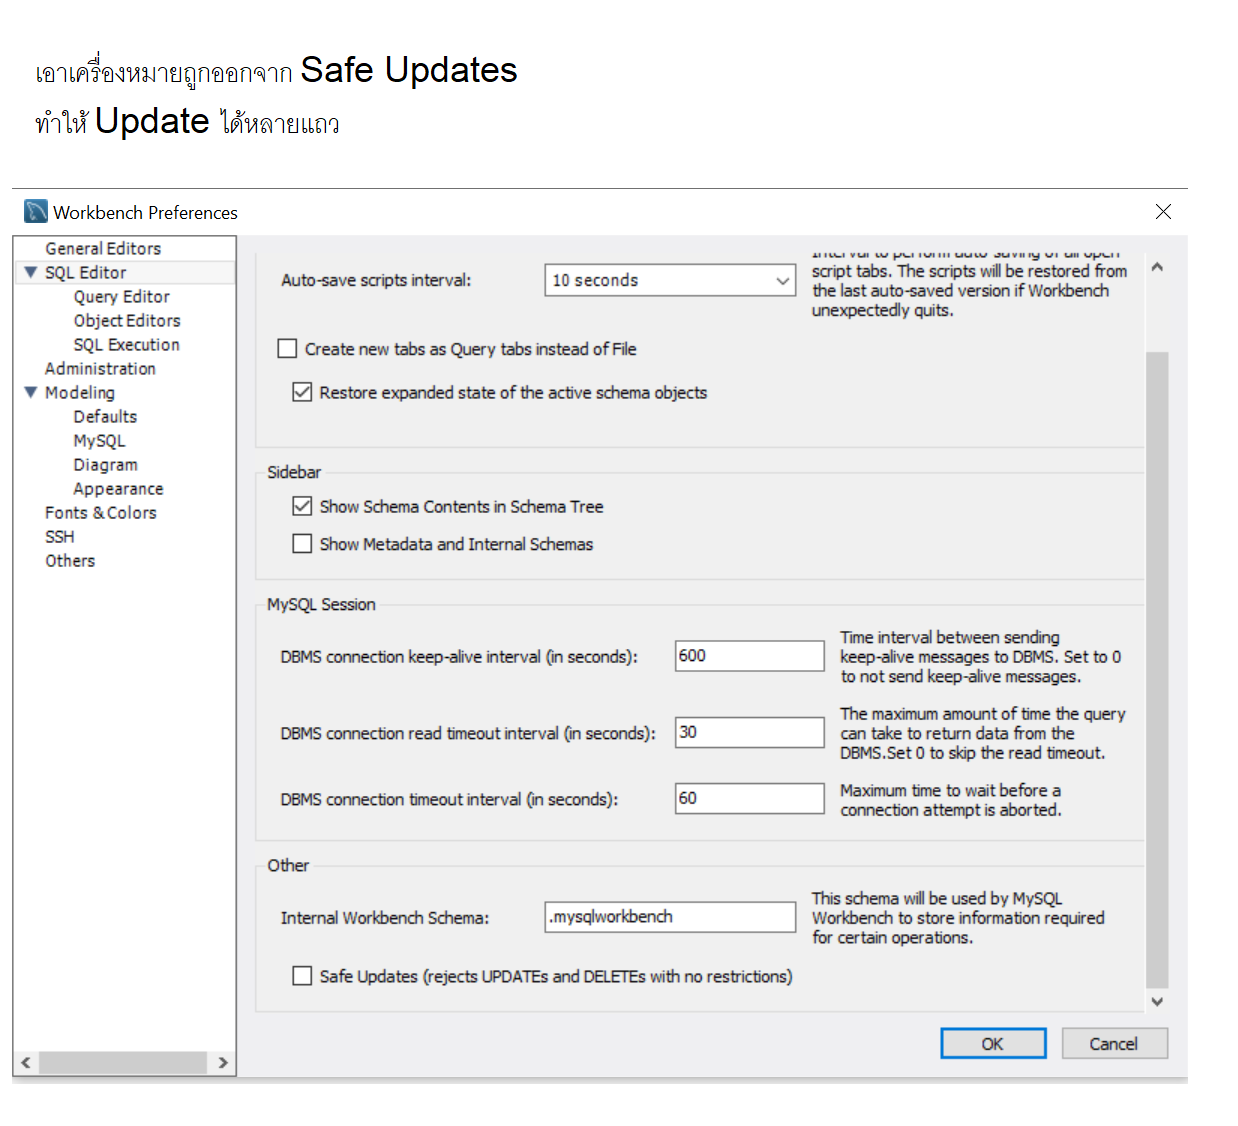 เอาเครื่องหมายถูกออกจาก Safe Updates
ทำให้ Update ได้หลายแถว
Workbench Preferences
General Editors
SQL Editor
Query Editor
Object Editors
SQL Execution
Administration
Modeling
Defaults
MySQL
Diagram
Appearance
Fonts & Colors
SSH
Others
Auto-save scripts interval:
10 seconds
Interval to perform auto-saving of all open
script tabs. The scripts will be restored from
the last auto-saved version if Workbench
unexpectedly quits.
Create new tabs as Query tabs instead of File
Restore expanded state of the active schema objects
Sidebar
Show Schema Contents in Schema Tree
Show Metadata and Internal Schemas
MySQL Session
DBMS connection keep-alive interval (in seconds):
600
Time interval between sending
keep-alive messages to DBMS. Set to 0
to not send keep-alive messages.
DBMS connection read timeout interval (in seconds):
30
The maximum amount of time the query
can take to return data from the
DBMS.Set 0 to skip the read timeout.
DBMS connection timeout interval (in seconds):
60
Maximum time to wait before a
connection attempt is aborted.
Other
Internal Workbench Schema:
.mysqlworkbench
This schema will be used by MySQL
Workbench to store information required
for certain operations.
Safe Updates (rejects UPDATEs and DELETEs with no restrictions)
OK
Cancel